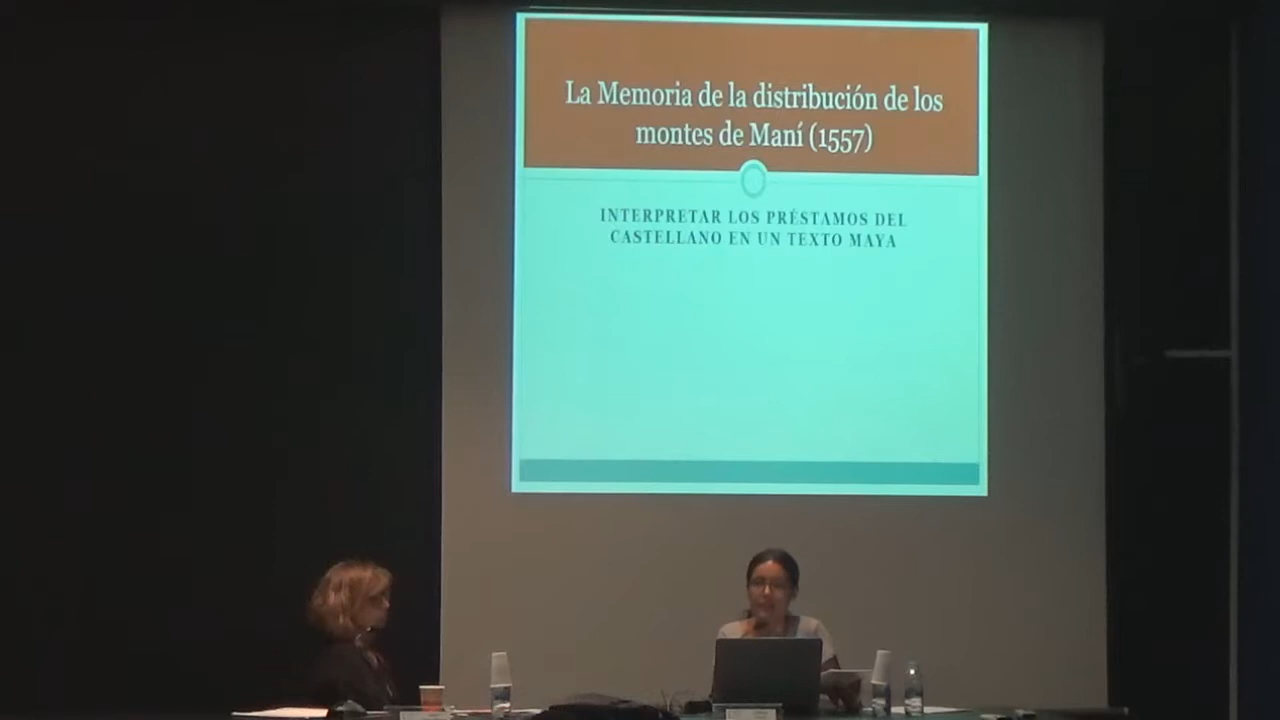 La Memoria de la distribución de los
montes de Maní (1557)
INTERPRETAR LOS PRÉSTAMOS DEL
CASTELLANO EN UN TEXTO MAYA